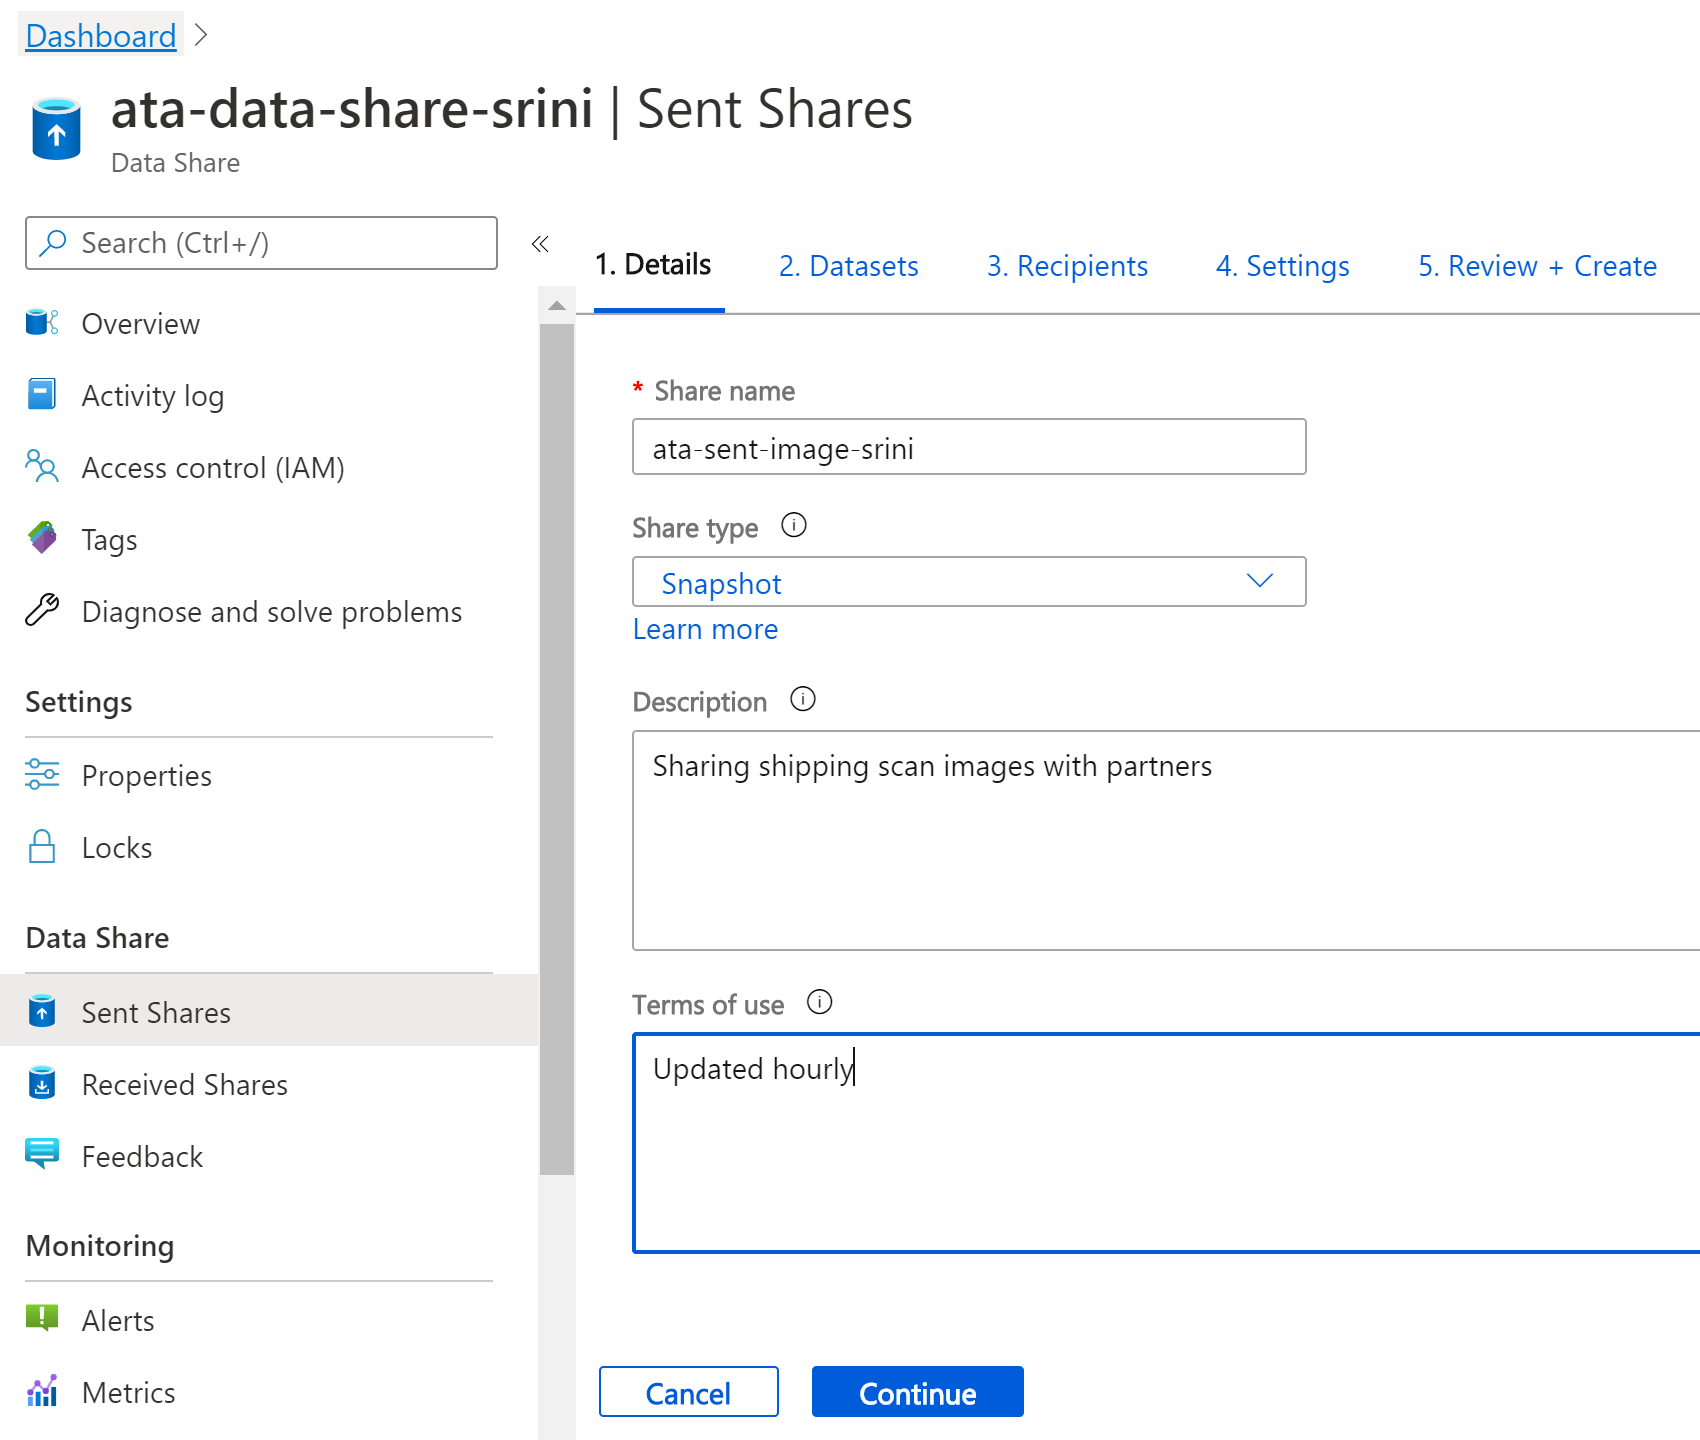 Dashboard
ata-data-share-srini | Sent Shares
Data Share
Search (Ctrl+/)
Overview
Activity log
Access control (IAM)
Tags
Diagnose and solve problems
Settings
Properties
Locks
Data Share
Sent Shares
Received Shares
Feedback
Monitoring
Alerts
Metrics
1. Details 2. Datasets 3. Recipients 4. Settings 5. Review + Create
* Share name
ata-sent-image-srini
Share type
Snapshot
Learn more
Description
Sharing shipping scan images with partners
Terms of use
Updated hourly
Cancel Continue